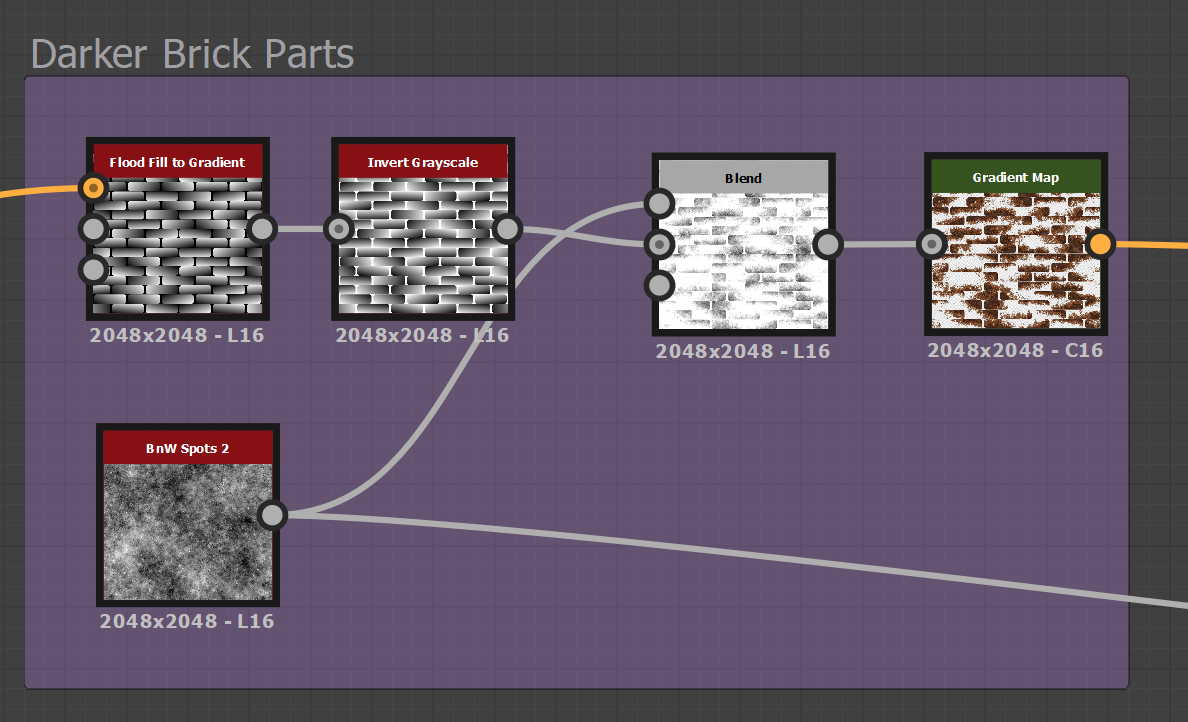 Darker Brick Parts
Flood Fill to Gradient
2048x2048 - L16
Invert Grayscale
2048x2048 - L16
Blend
2048x2048 - L16
Gradient Map
2048x2048 - C16
BnW Spots 2
2048x2048 - L16